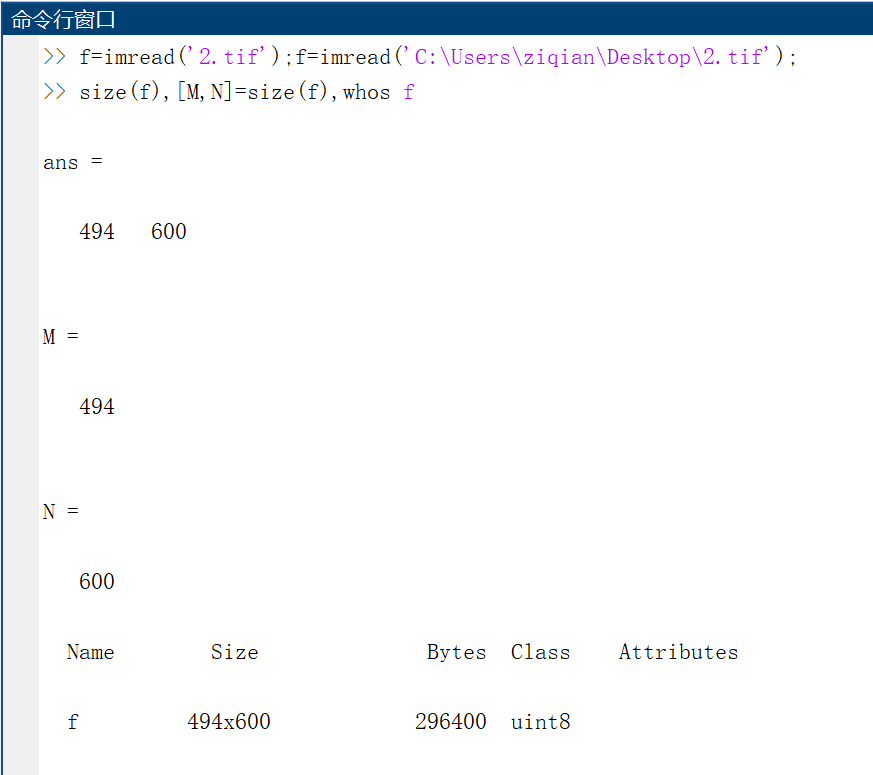 命令行窗口
>> f=imread('2.tif');f=imread('C:\Users\ziqian\Desktop\2.tif');
>> size(f),[M,N]=size(f),whos f
ans =
494   600
M =
494
N =
600
Name        Size              Bytes  Class    Attributes
f         494x600            296400  uint8